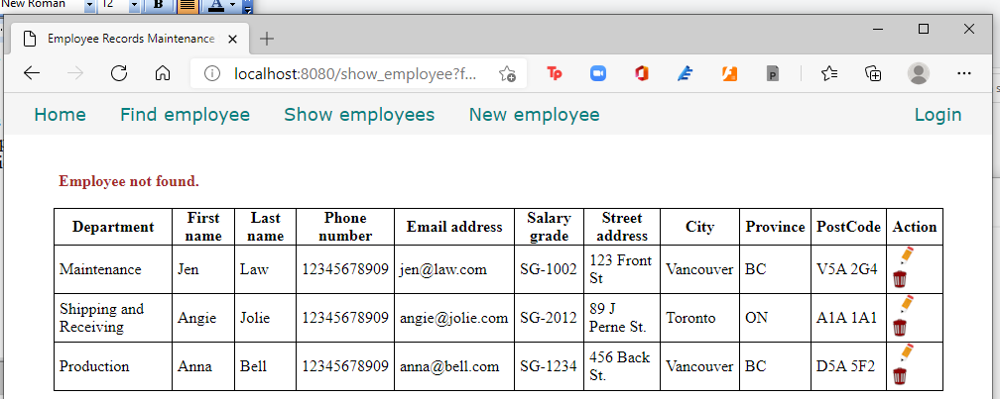 New Roman 12 B A
Employee Records Maintenance
localhost:8080/show_employee?f...
Home Find employee Show employees New employee Login
Employee not found.
Department First name Last name Phone number Email address Salary grade Street address City Province PostCode Action
Maintenance Jen Law 12345678909 jen@law.com SG-1002 123 Front St Vancouver BC V5A 2G4
Shipping and Receiving Angie Jolie 12345678909 angie@jolie.com SG-2012 89 J Perne St. Toronto ON A1A 1A1
Production Anna Bell 12345678909 anna@bell.com SG-1234 456 Back St. Vancouver BC D5A 5F2